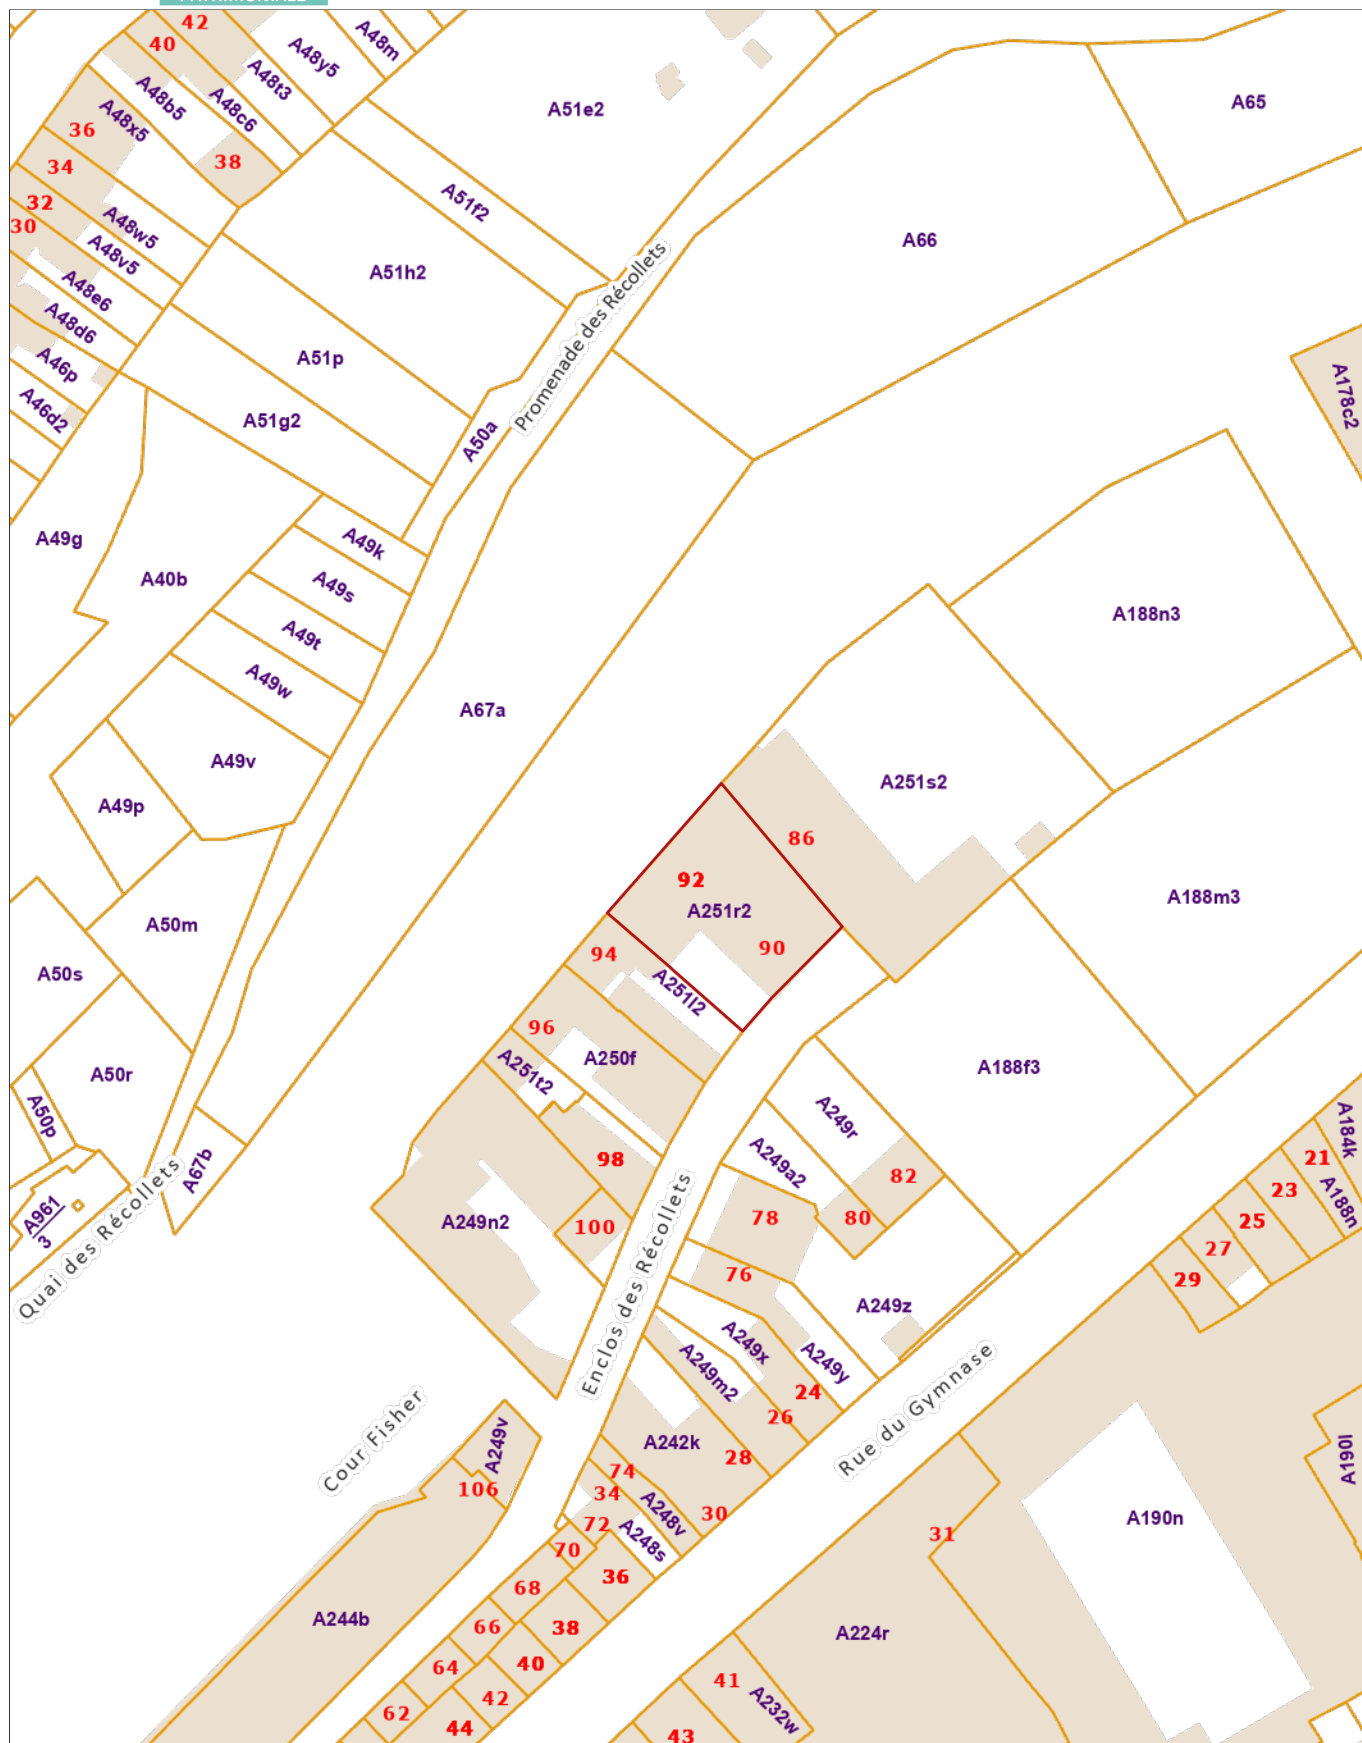 42
40
A48y5
A48m
A48t3
A48b5
A48c6
A48x5
A51e2
A65
36
38
34
32
30
A51f2
A48w5
A48v5
A66
A51h2
A48e6
A48d6
Promenade des Récollets
A51p
A46p
A46d2
A178c2
A51g2
A50a
A49g
A49k
A40b
A49s
A188n3
A49t
A49w
A67a
A49v
A251s2
A49p
86
92
A251r2
A188m3
A50m
90
94
A50s
A251l2
96
A250f
A251t2
A188f3
A50r
A50p
A249r
A184k
98
A249a2
21
A67b
82
23
A188n
A961
3
Quai des Récollets
A249n2
100
78
80
25
27
29
76
Enclos des Récollets
A249z
A249x
A249y
A249m2
24
26
Rue du Gymnase
Cour Fisher
A249v
A242k
28
A190l
106
74
34
A248v
30
72
A248s
A190n
31
70
36
68
A244b
66
38
A224r
64
40
41
62
42
A232w
44
43